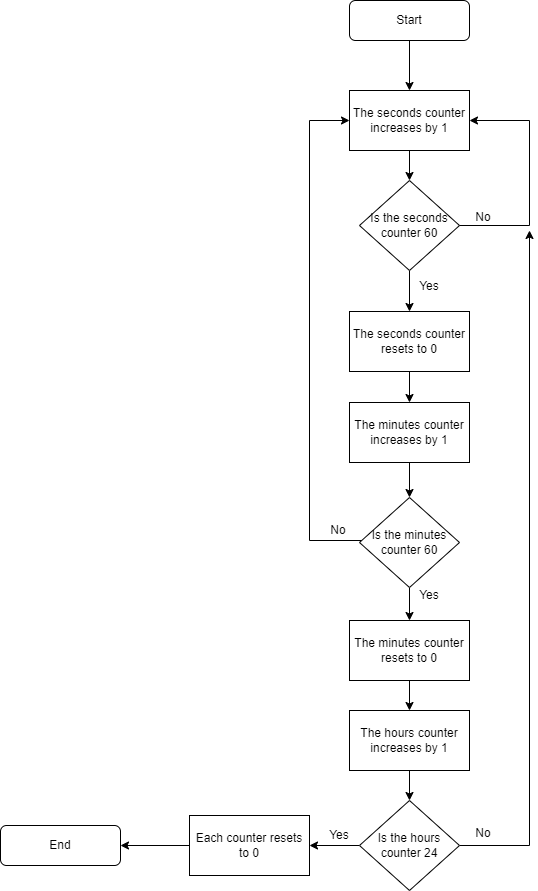 Start
The seconds counter
increases by 1
Is the seconds
counter 60
No
Yes
The seconds counter
resets to 0
The minutes counter
increases by 1
No
Is the minutes
counter 60
Yes
The minutes counter
resets to 0
The hours counter
increases by 1
End
Each counter resets
to 0
Yes
Is the hours
counter 24
No